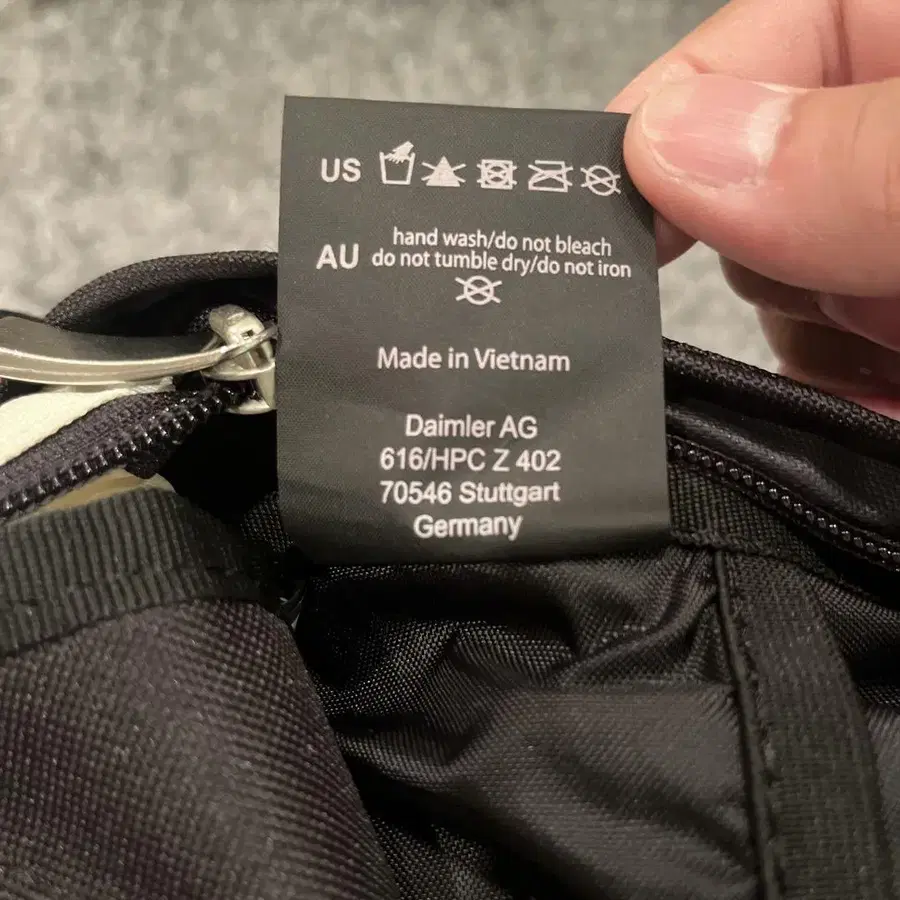 US
AU
hand wash/do not bleach
do not tumble dry/do not iron
Made in Vietnam
Daimler AG
616/HPC Z 402
70546 Stuttgart
Germany